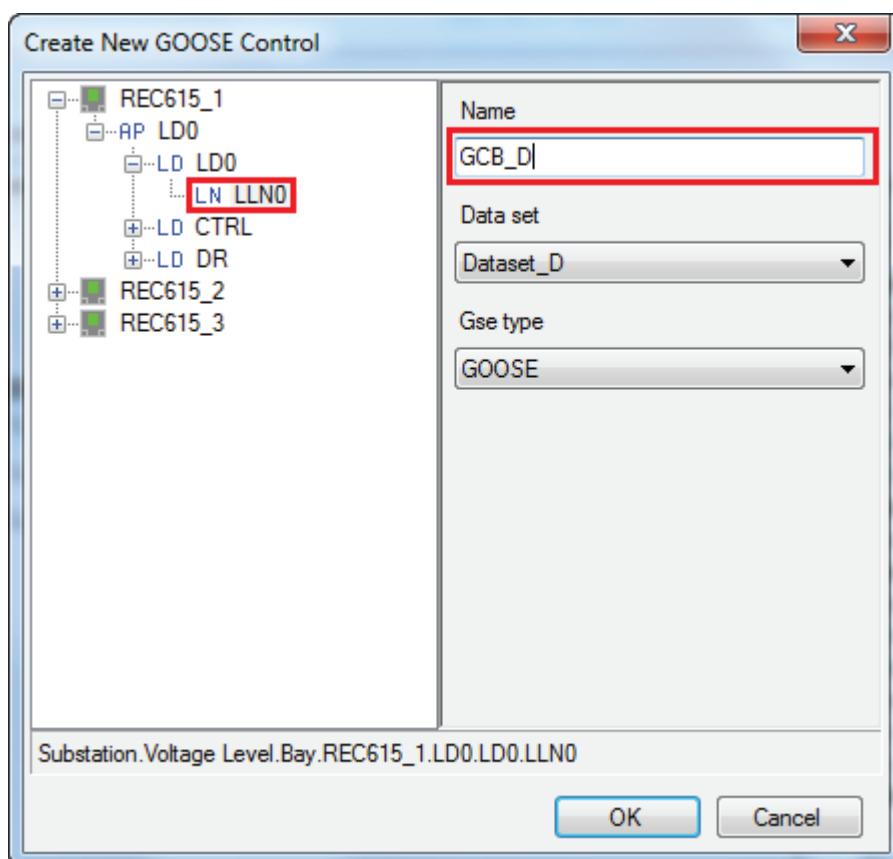 Create New GOOSE Control
REC615_1
AP LD0
LD LD0
LN LLN0
LD CTRL
LD DR
REC615_2
REC615_3
Name
GCB_D
Data set
Dataset_D
Gse type
GOOSE
Substation.Voltage Level.Bay.REC615_1.LD0.LD0.LLN0
OK
Cancel